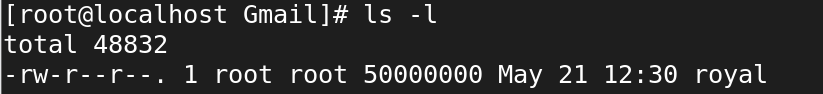 [root@localhost Gmail]# ls -l
total 48832
-rw-r--r--. 1 root root 50000000 May 21 12:30 royal